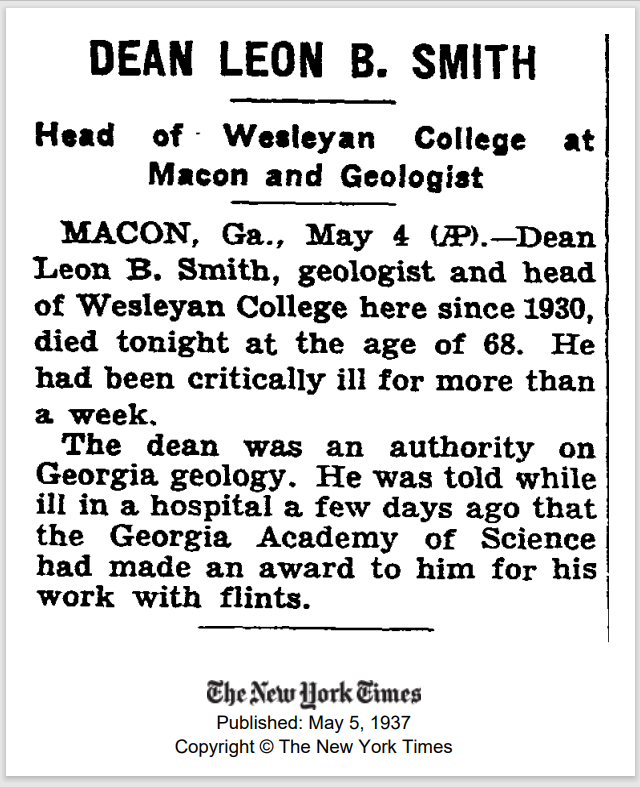 DEAN LEON B. SMITH
Head of Wesleyan College at
Macon and Geologist
MACON, Ga., May 4 (AP).—Dean
Leon B. Smith, geologist and head
of Wesleyan College here since 1930,
died tonight at the age of 68. He
had been critically ill for more than
a week.
The dean was an authority on
Georgia geology. He was told while
ill in a hospital a few days ago that
the Georgia Academy of Science
had made an award to him for his
work with flints.
The New York Times
Published: May 5, 1937
Copyright © The New York Times